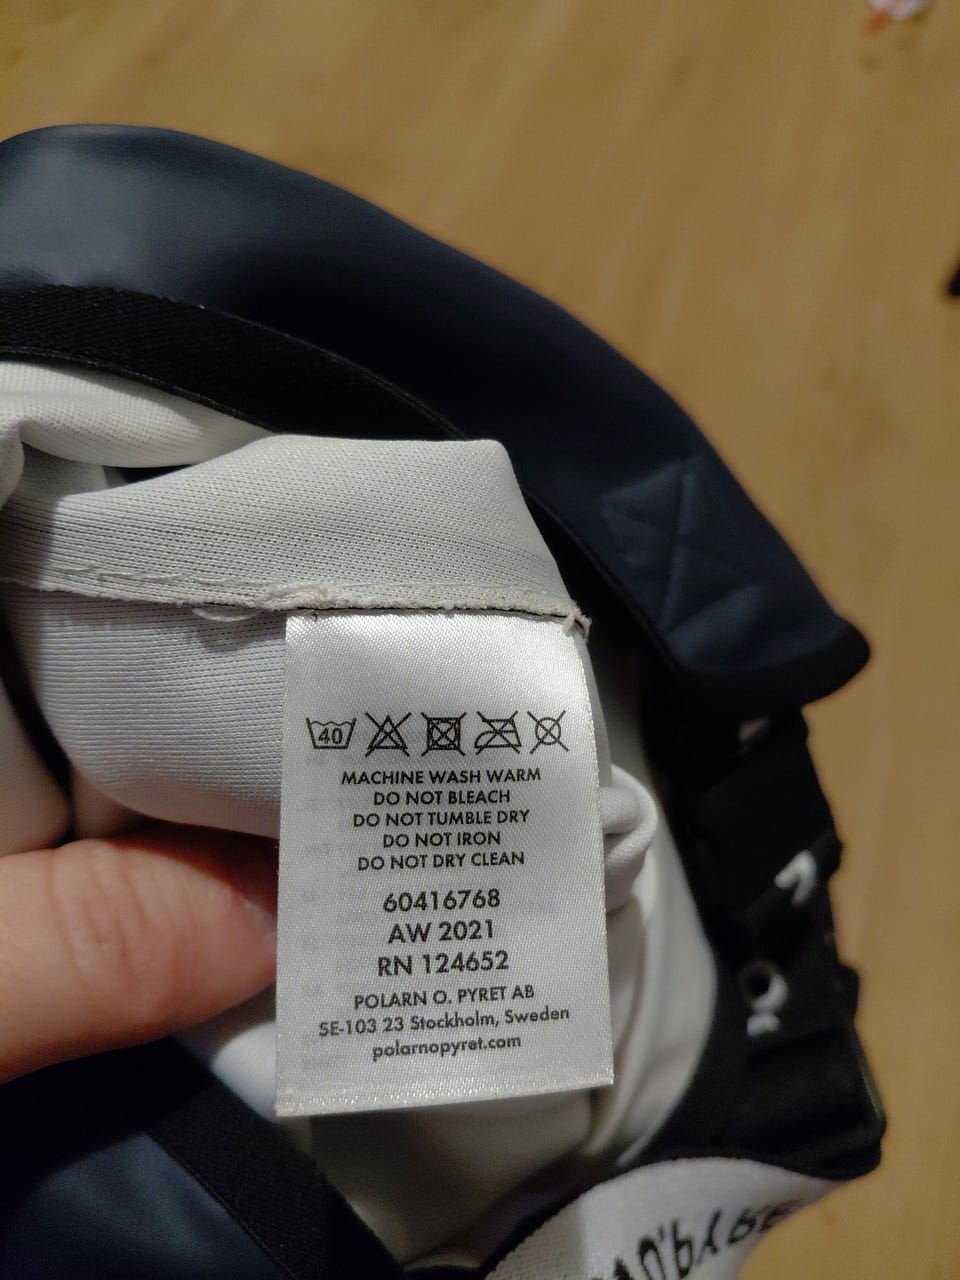 40
MACHINE WASH WARM
DO NOT BLEACH
DO NOT TUMBLE DRY
DO NOT IRON
DO NOT DRY CLEAN
60416768
AW 2021
RN 124652
POLARN O. PYRET AB
SE-103 23 Stockholm, Sweden
polarnopyret.com